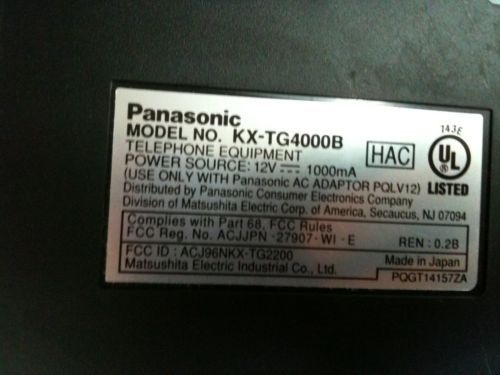 Panasonic
MODEL NO. KX-TG4000B
TELEPHONE EQUIPMENT
POWER SOURCE: 12V 1000mA
(USE ONLY WITH Panasonic AC ADAPTOR PQLV12)
Distributed by Panasonic Consumer Electronics Company
Division of Matsushita Electric Corp. of America, Secaucus, NJ 07094
HAC
143E
UL
LISTED
Complies with Part 68, FCC Rules
FCC Reg. No. ACJJPN-27907-WI-E
REN : 0.2B
FCC ID : ACJ96NKX-TG2200
Matsushita Electric Industrial Co., Ltd.
Made in Japan
PQGT14157ZA